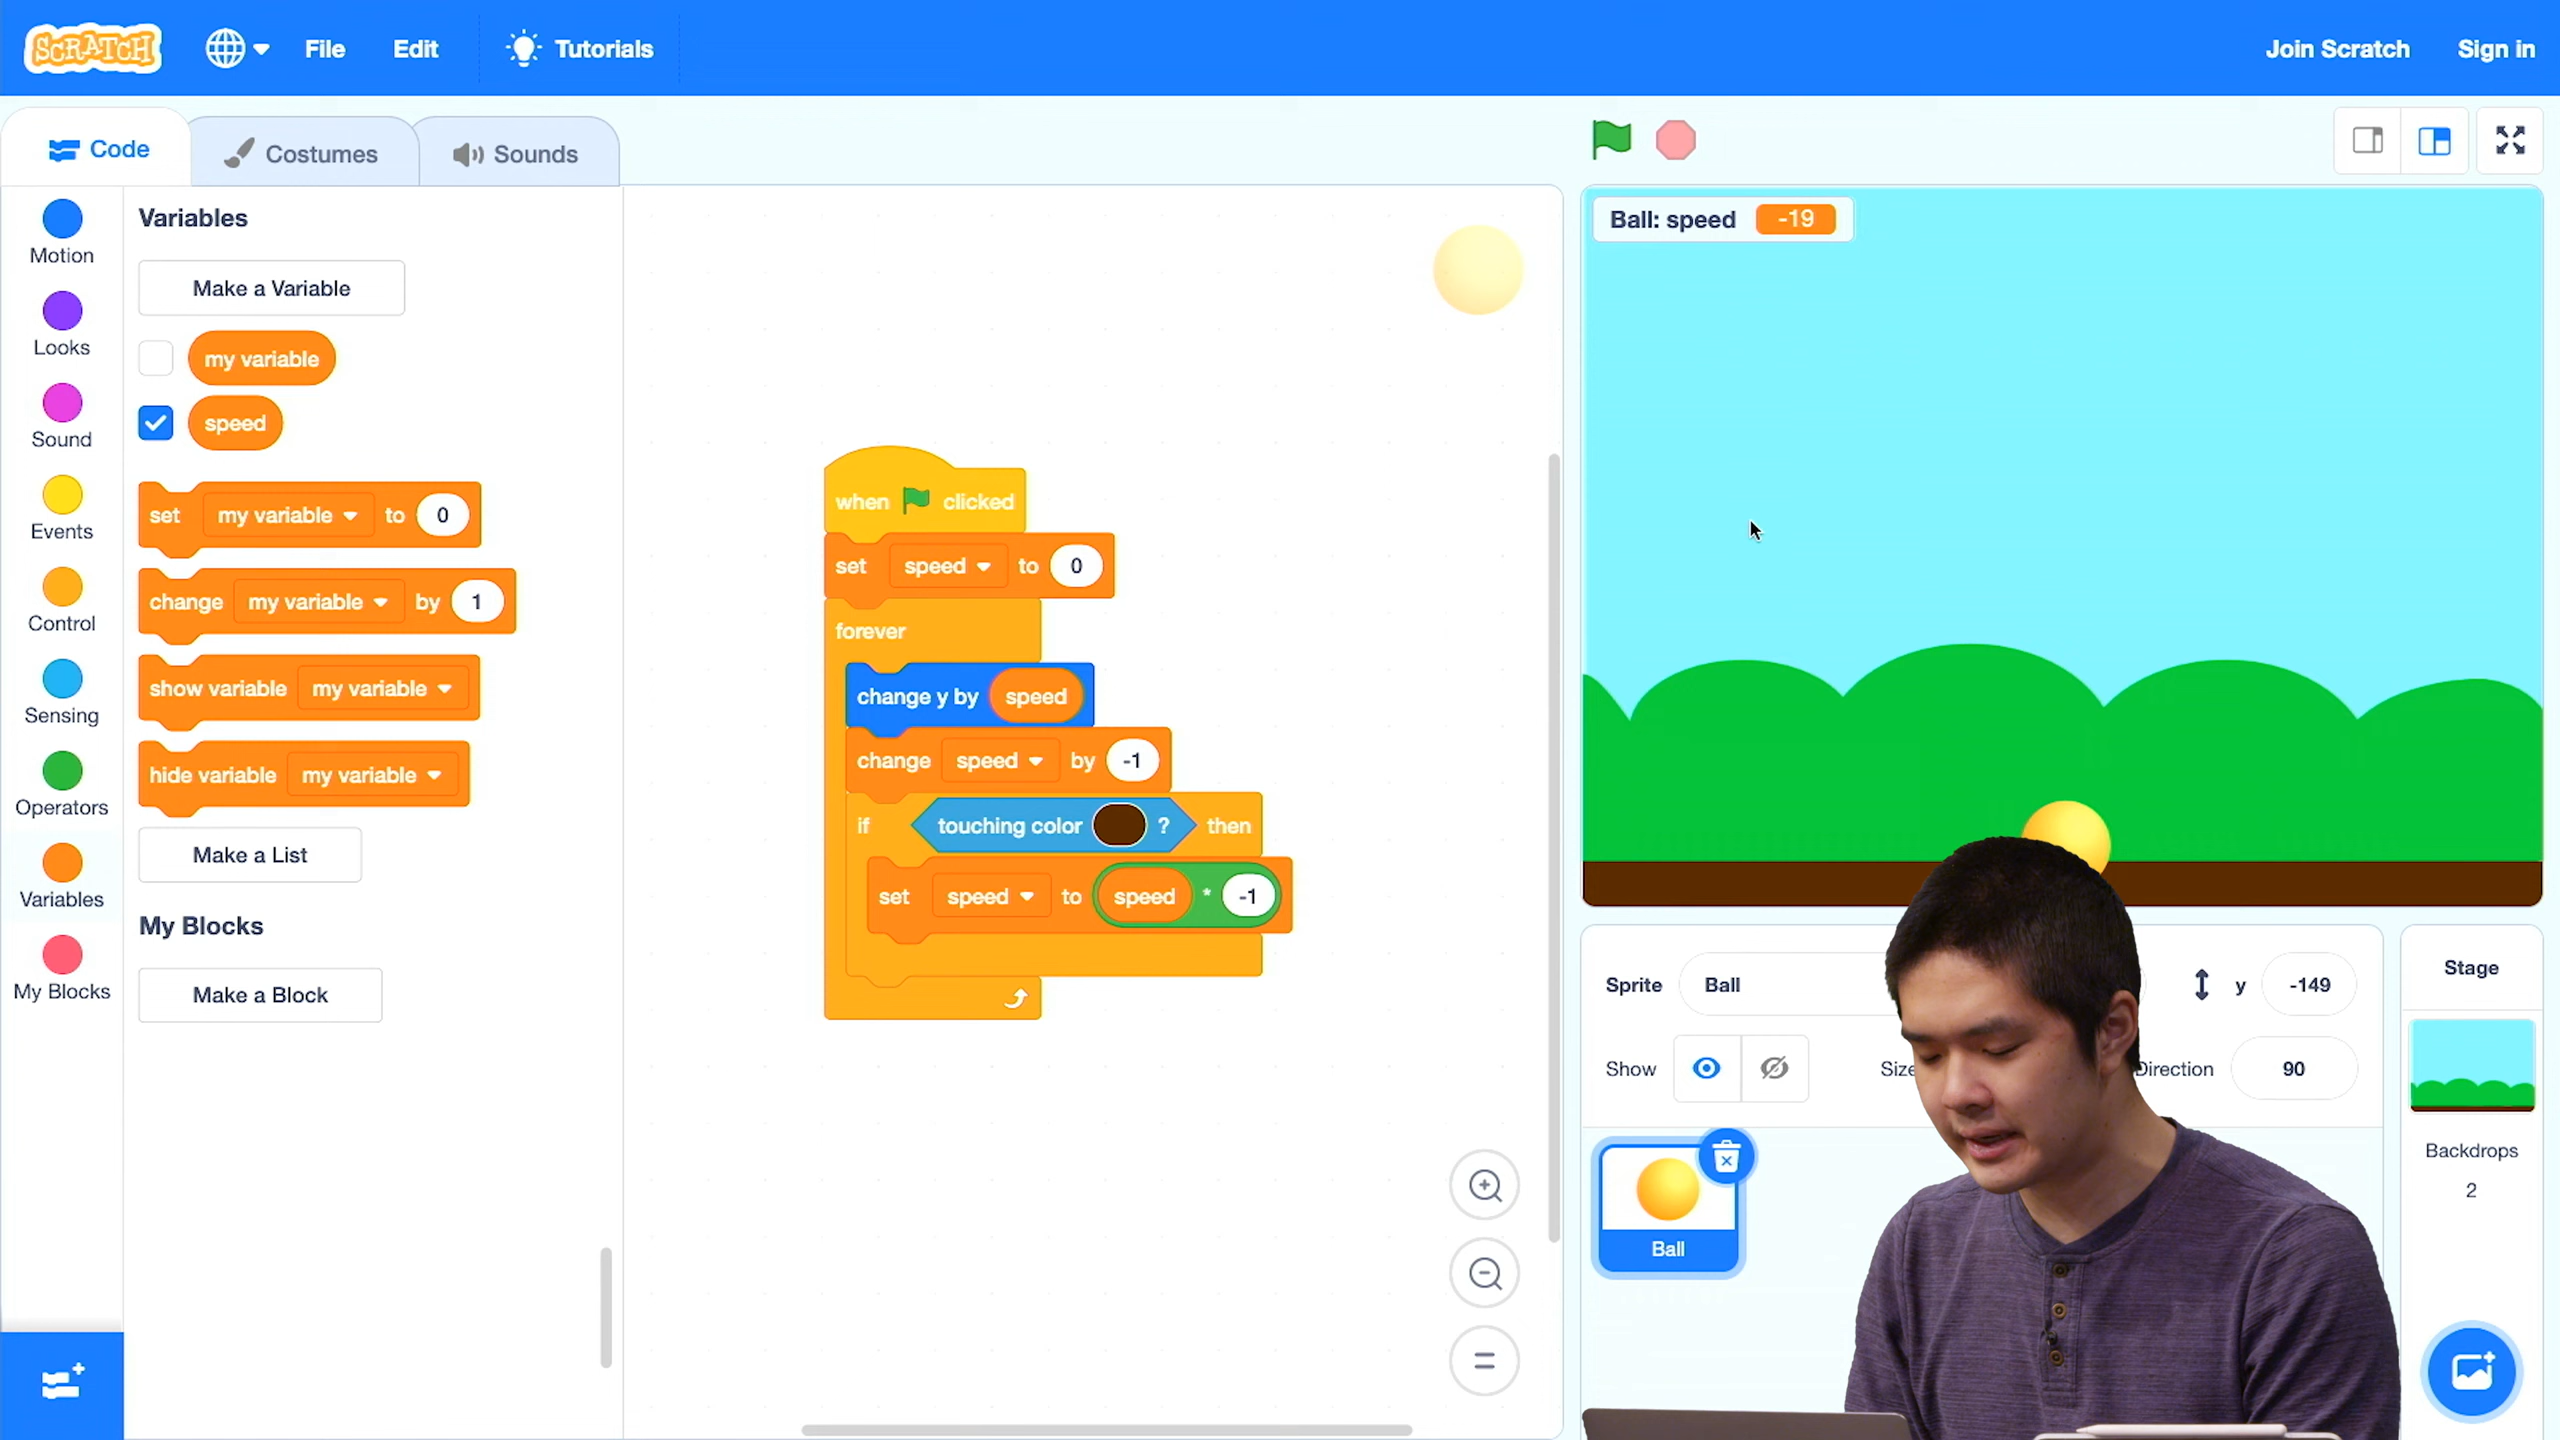 SCRATCH
File
Edit
Tutorials
Join Scratch
Sign in
Code
Costumes
Sounds
Motion
Looks
Sound
Events
Control
Sensing
Operators
Variables
My Blocks
Variables
Make a Variable
my variable
speed
set my variable to 0
change my variable by 1
show variable my variable
hide variable my variable
Make a List
My Blocks
Make a Block
when clicked
set speed to 0
forever
change y by speed
change speed by -1
if touching color ? then
set speed to speed * -1
Ball: speed -19
Sprite Ball y -149
Show Size Direction 90
Ball
Stage
Backdrops
2